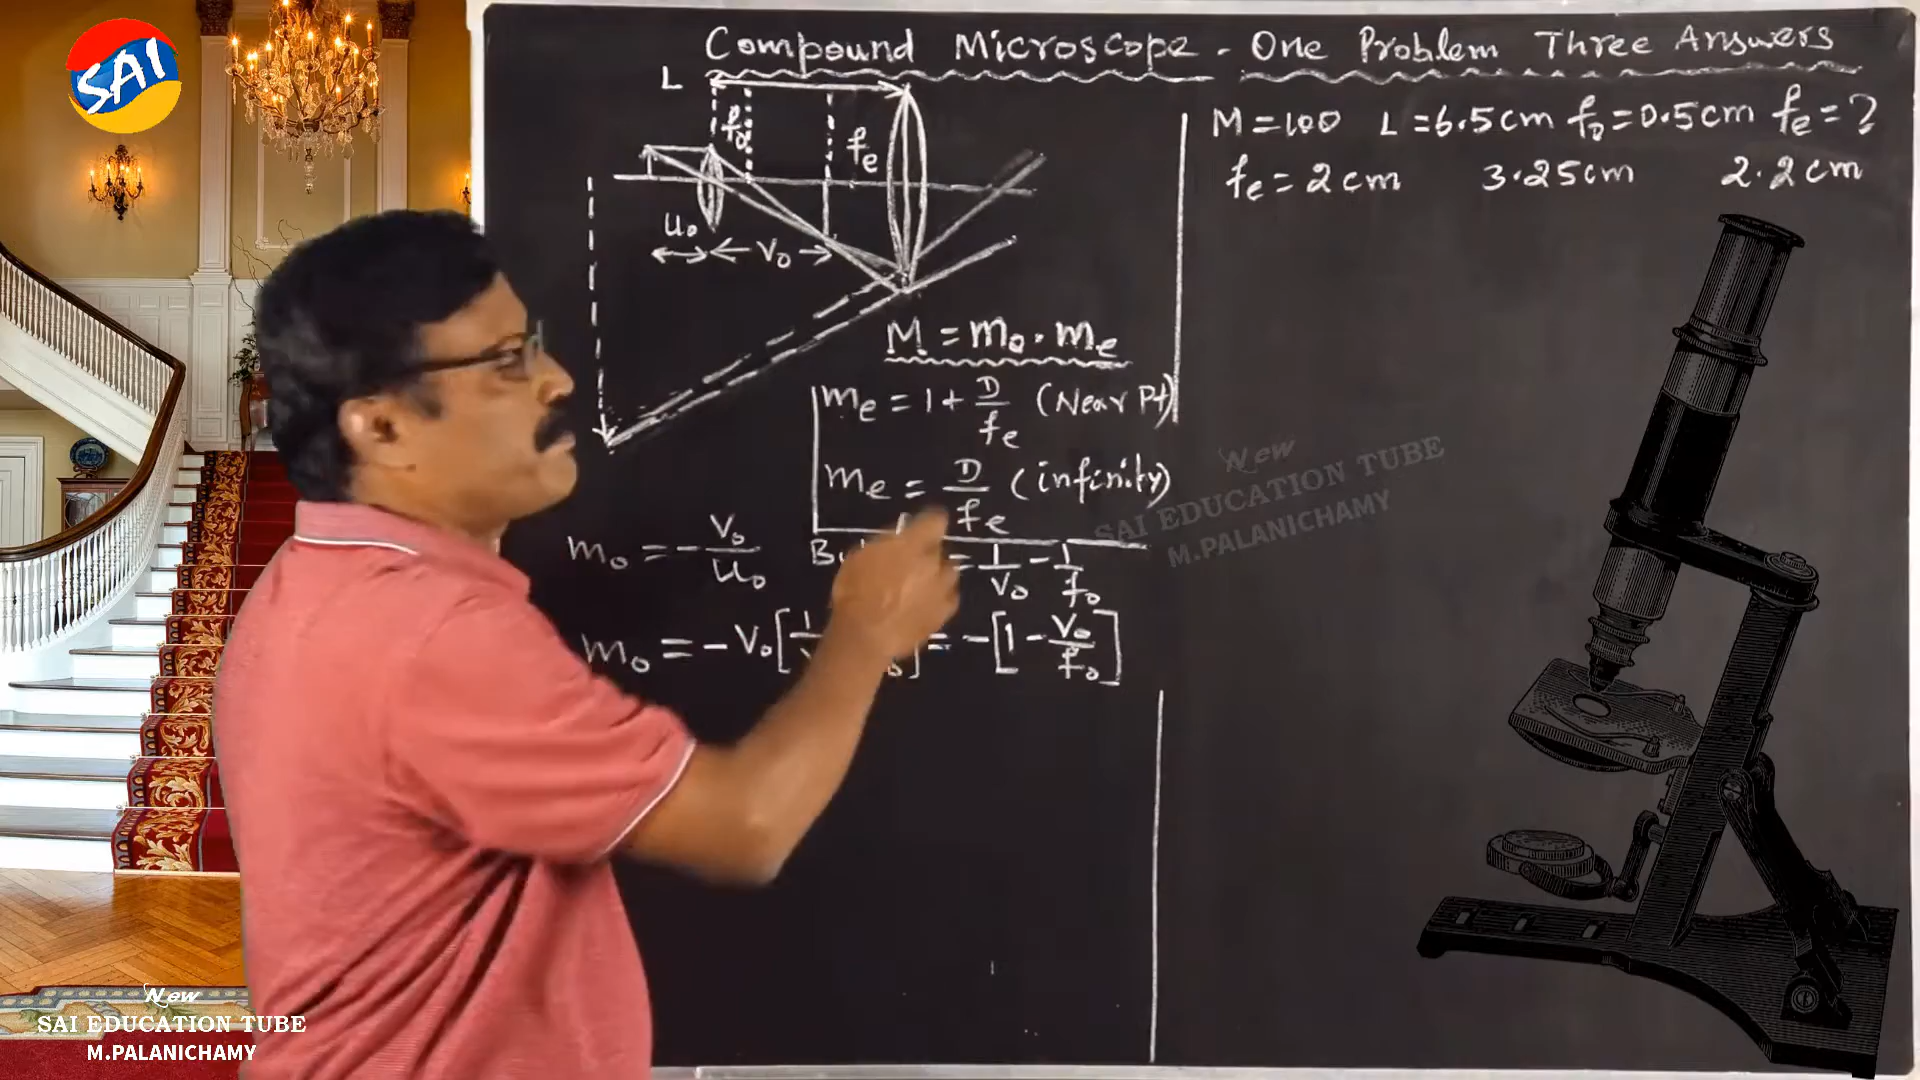 SAI
Compound Microscope - One Problem Three Answers
L
fo
fe
uo
vo
M = mo . me
me = 1 + D/fe (Near Pt)
me = D/fe (infinity)
mo = - vo/uo
= 1/vo - 1/fo
mo = - vo [ 1/ ] = - [ 1 - vo/fo ]
M = 100 L = 6.5cm fo = 0.5cm fe = ?
fe = 2cm 3.25cm 2.2cm
New
SAI EDUCATION TUBE
M.PALANICHAMY
New
SAI EDUCATION TUBE
M.PALANICHAMY